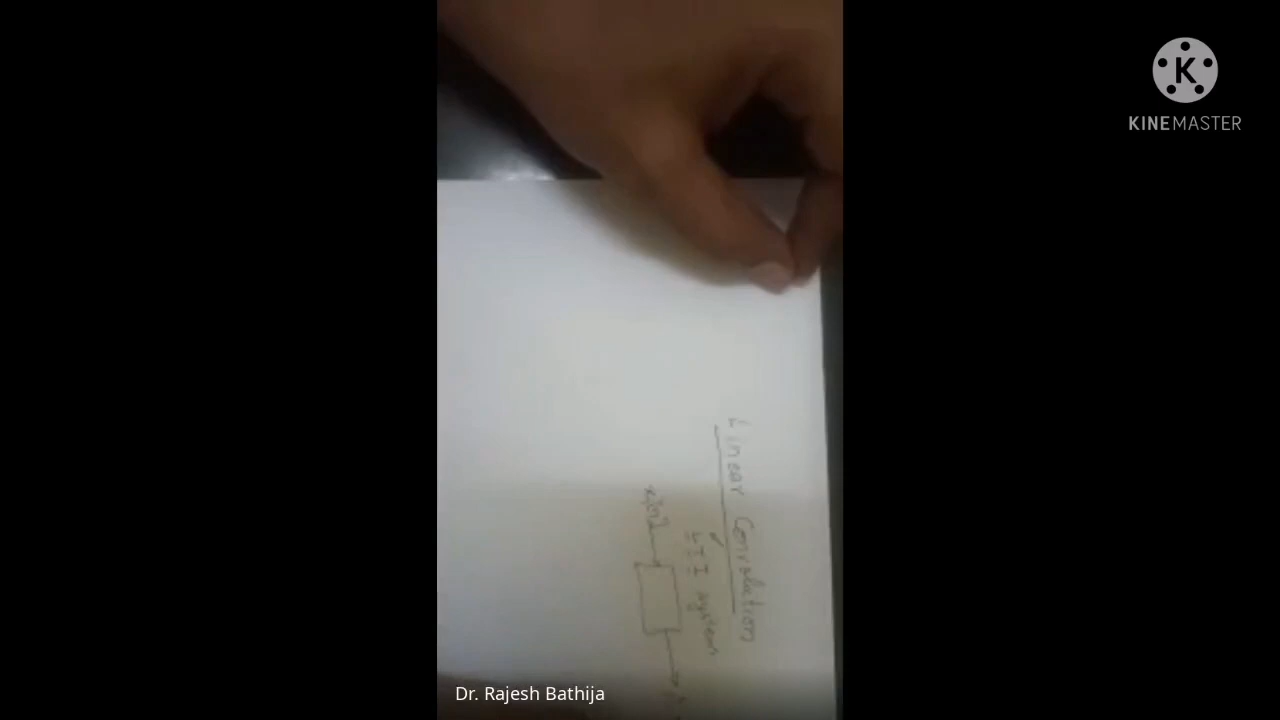 Linear Convolution
LTI system
x[n]
KINEMASTER
Dr. Rajesh Bathija